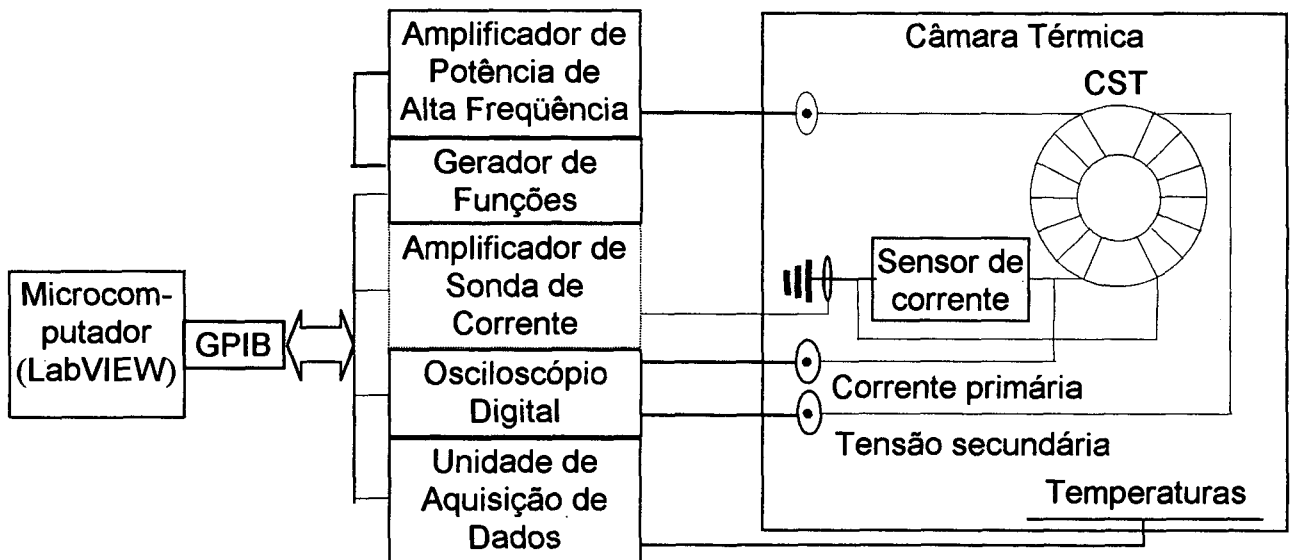 Amplificador de
Potência de
Alta Freqüência
Gerador de
Funções
Amplificador de
Sonda de
Corrente
Osciloscópio
Digital
Unidade de
Aquisição de
Dados
Microcom-
putador
(LabVIEW)
GPIB
Câmara Térmica
CST
Sensor de
corrente
Corrente primária
Tensão secundária
Temperaturas